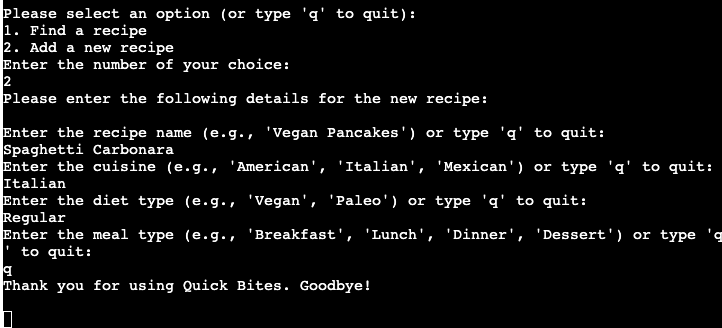 Please select an option (or type 'q' to quit):
1. Find a recipe
2. Add a new recipe
Enter the number of your choice:
2
Please enter the following details for the new recipe:
Enter the recipe name (e.g., 'Vegan Pancakes') or type 'q' to quit:
Spaghetti Carbonara
Enter the cuisine (e.g., 'American', 'Italian', 'Mexican') or type 'q' to quit:
Italian
Enter the diet type (e.g., 'Vegan', 'Paleo') or type 'q' to quit:
Regular
Enter the meal type (e.g., 'Breakfast', 'Lunch', 'Dinner', 'Dessert') or type 'q
' to quit:
q
Thank you for using Quick Bites. Goodbye!